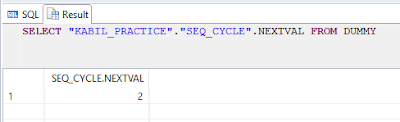 SQL Result
SELECT "KABIL_PRACTICE"."SEQ_CYCLE".NEXTVAL FROM DUMMY
SEQ_CYCLE.NEXTVAL
1 2